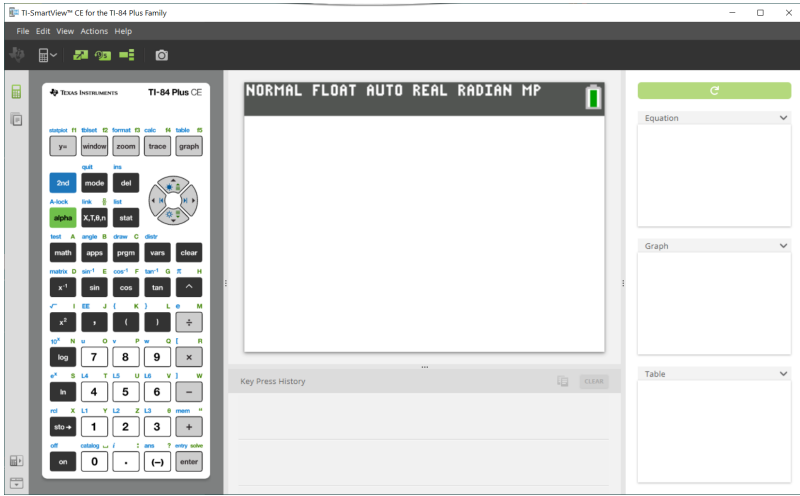 TI-SmartView™ CE for the TI-84 Plus Family
File Edit View Actions Help
TEXAS INSTRUMENTS TI-84 Plus CE
NORMAL FLOAT AUTO REAL RADIAN MP
statplot f1 tblset f2 format f3 calc f4 table f5
y= window zoom trace graph
quit ins
2nd mode del
A-lock link list
alpha X,T,θ,n stat
test A angle B draw C distr
math apps prgm vars clear
matrix D sin⁻¹ E cos⁻¹ F tan⁻¹ G π H
x⁻¹ sin cos tan ^
√ I EE J { K } L e M
x² , ( ) ÷
10ˣ N u O v P w Q [ R
log 7 8 9 ×
eˣ S L4 T L5 U L6 V ] W
ln 4 5 6 −
rcl X L1 Y L2 Z L3 θ mem "
sto→ 1 2 3 +
off catalog i : ans ? entry solve
on 0 . (−) enter
Key Press History CLEAR
Equation
Graph
Table